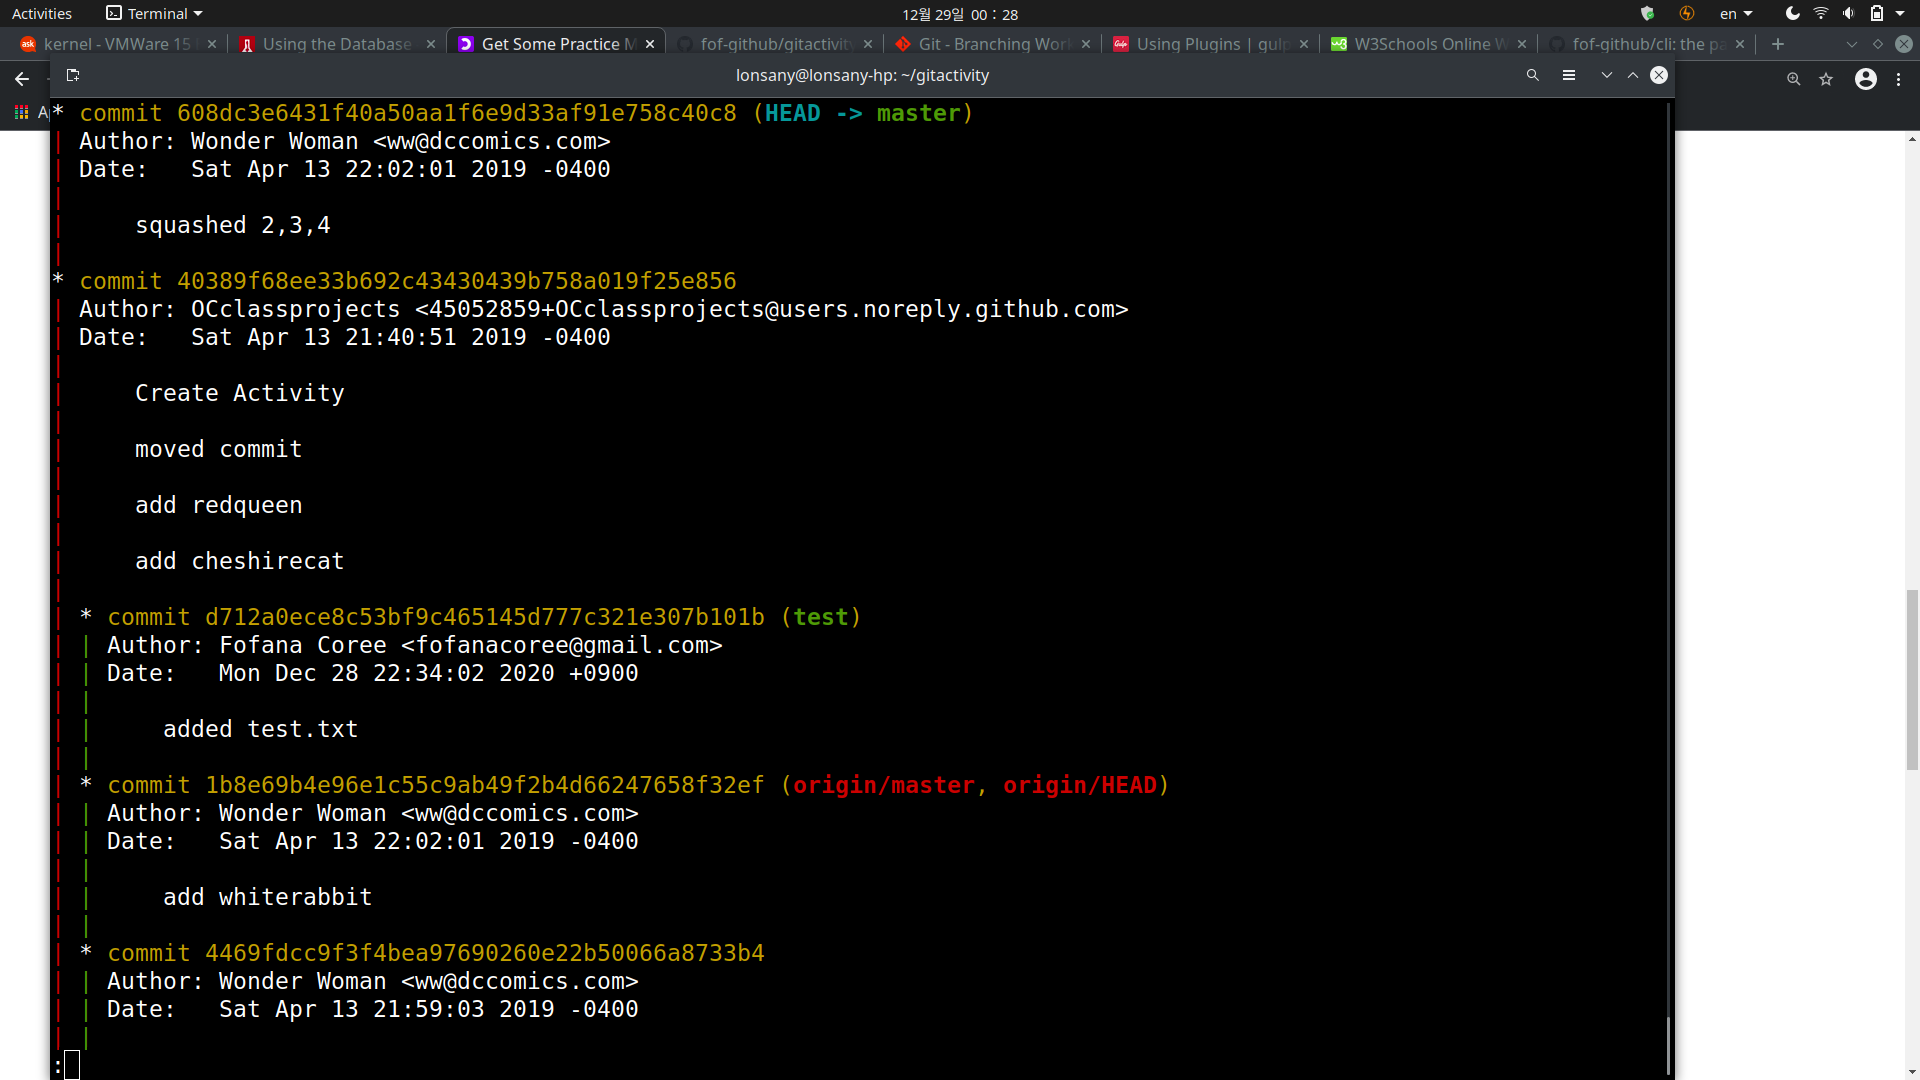 Activities Terminal 12월 29일 00 : 28 en
kernel - VMWare 15 Using the Database Get Some Practice M fof-github/gitactivity Git - Branching Work Using Plugins | gulp W3Schools Online W fof-github/cli: the pa
lonsany@lonsany-hp: ~/gitactivity
* commit 608dc3e6431f40a50aa1f6e9d33af91e758c40c8 (HEAD -> master)
| Author: Wonder Woman <ww@dccomics.com>
| Date:   Sat Apr 13 22:02:01 2019 -0400
|
|     squashed 2,3,4
|
* commit 40389f68ee33b692c43430439b758a019f25e856
| Author: OCclassprojects <45052859+OCclassprojects@users.noreply.github.com>
| Date:   Sat Apr 13 21:40:51 2019 -0400
|
|     Create Activity
|
|     moved commit
|
|     add redqueen
|
|     add cheshirecat
|
| * commit d712a0ece8c53bf9c465145d777c321e307b101b (test)
| | Author: Fofana Coree <fofanacoree@gmail.com>
| | Date:   Mon Dec 28 22:34:02 2020 +0900
| |
| |     added test.txt
| |
| * commit 1b8e69b4e96e1c55c9ab49f2b4d66247658f32ef (origin/master, origin/HEAD)
| | Author: Wonder Woman <ww@dccomics.com>
| | Date:   Sat Apr 13 22:02:01 2019 -0400
| |
| |     add whiterabbit
| |
| * commit 4469fdcc9f3f4bea97690260e22b50066a8733b4
| | Author: Wonder Woman <ww@dccomics.com>
| | Date:   Sat Apr 13 21:59:03 2019 -0400
| |
: